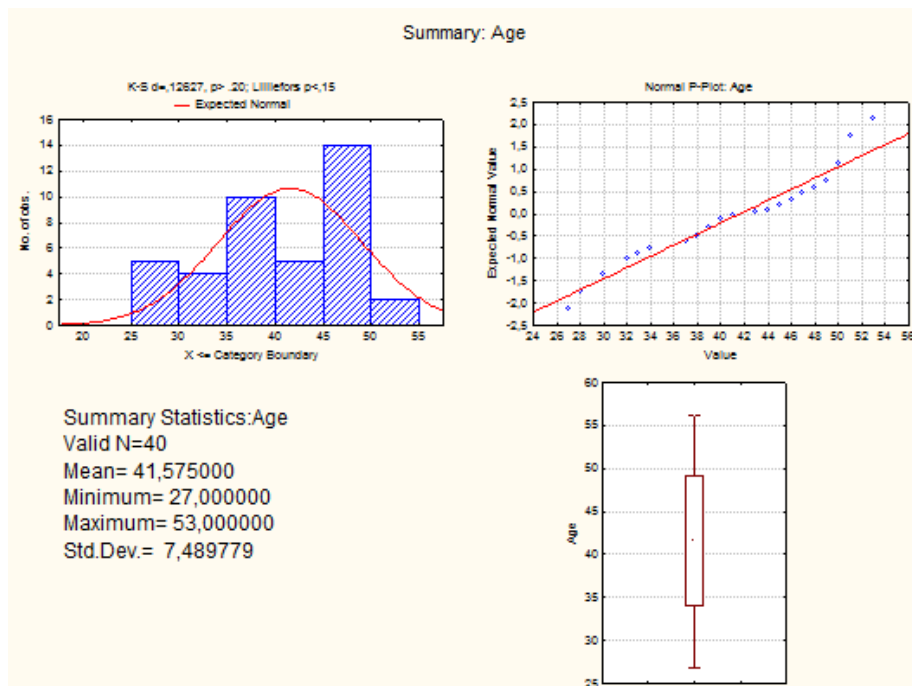 Summary: Age
K-S d=,12627, p> .20; Lilliefors p<,15
Expected Normal
16
14
12
10
8
6
4
2
0
No. of obs.
20 25 30 35 40 45 50 55
X <= Category Boundary
Normal P-Plot: Age
2,5
2,0
1,5
1,0
0,5
0,0
-0,5
-1,0
-1,5
-2,0
-2,5
Expected Normal Value
24 26 28 30 32 34 36 38 40 42 44 46 48 50 52 54 56
Value
Summary Statistics:Age
Valid N=40
Mean= 41,575000
Minimum= 27,000000
Maximum= 53,000000
Std.Dev.= 7,489779
60
55
50
45
40
35
30
25
Age